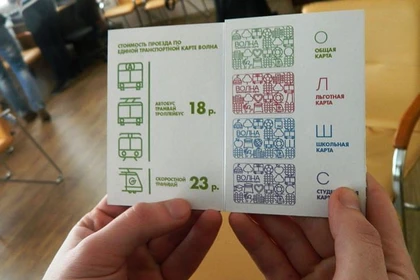 СТОИМОСТЬ ПРОЕЗДА ПО
ЕДИНОЙ ТРАНСПОРТНОЙ КАРТЕ ВОЛНА
АВТОБУС
ТРАМВАЙ
ТРОЛЛЕЙБУС
18 р.
СКОРОСТНОЙ
ТРАМВАЙ
23 р.
ВОЛНА
О
ОБЩАЯ
КАРТА
ВОЛНА
Л
ЛЬГОТНАЯ
КАРТА
ВОЛНА
Ш
ШКОЛЬНАЯ
КАРТА
ВОЛНА
С
КАРТА